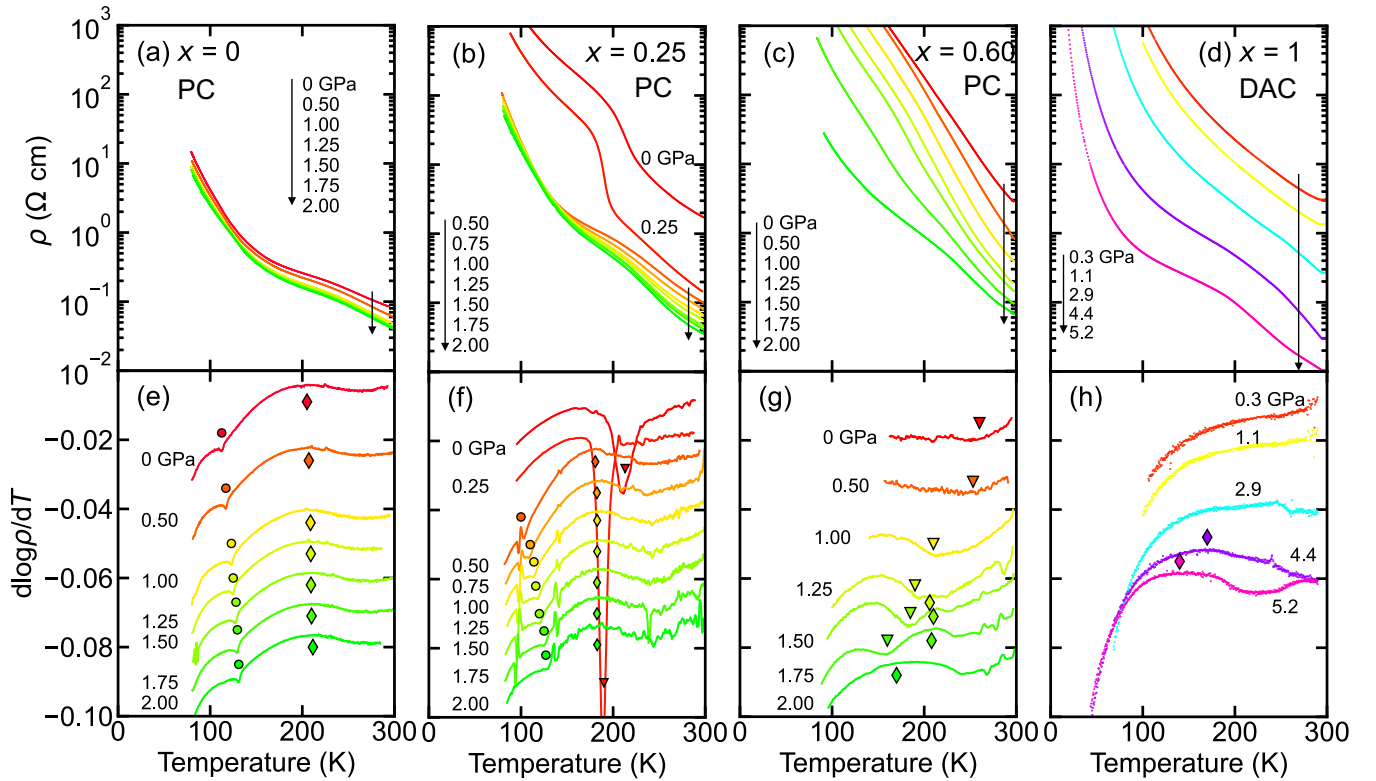 (a) x = 0
PC
0 GPa
0.50
1.00
1.25
1.50
1.75
2.00
(b) x = 0.25
PC
0 GPa
0.25
0.50
0.75
1.00
1.25
1.50
1.75
2.00
(c) x = 0.60
PC
0 GPa
0.50
1.00
1.25
1.50
1.75
2.00
(d) x = 1
DAC
0.3 GPa
1.1
2.9
4.4
5.2
10³
10²
10¹
10⁰
10⁻¹
10⁻²
ρ (Ω cm)
(e)
0 GPa
0.50
1.00
1.25
1.50
1.75
2.00
(f)
0 GPa
0.25
0.50
0.75
1.00
1.25
1.50
1.75
2.00
(g)
0 GPa
0.50
1.00
1.25
1.50
1.75
2.00
(h)
0.3 GPa
1.1
2.9
4.4
5.2
−0.02
−0.04
−0.06
−0.08
−0.10
dlogρ/dT
0 100 200 300
0 100 200 300
0 100 200 300
0 100 200 300
Temperature (K)
Temperature (K)
Temperature (K)
Temperature (K)